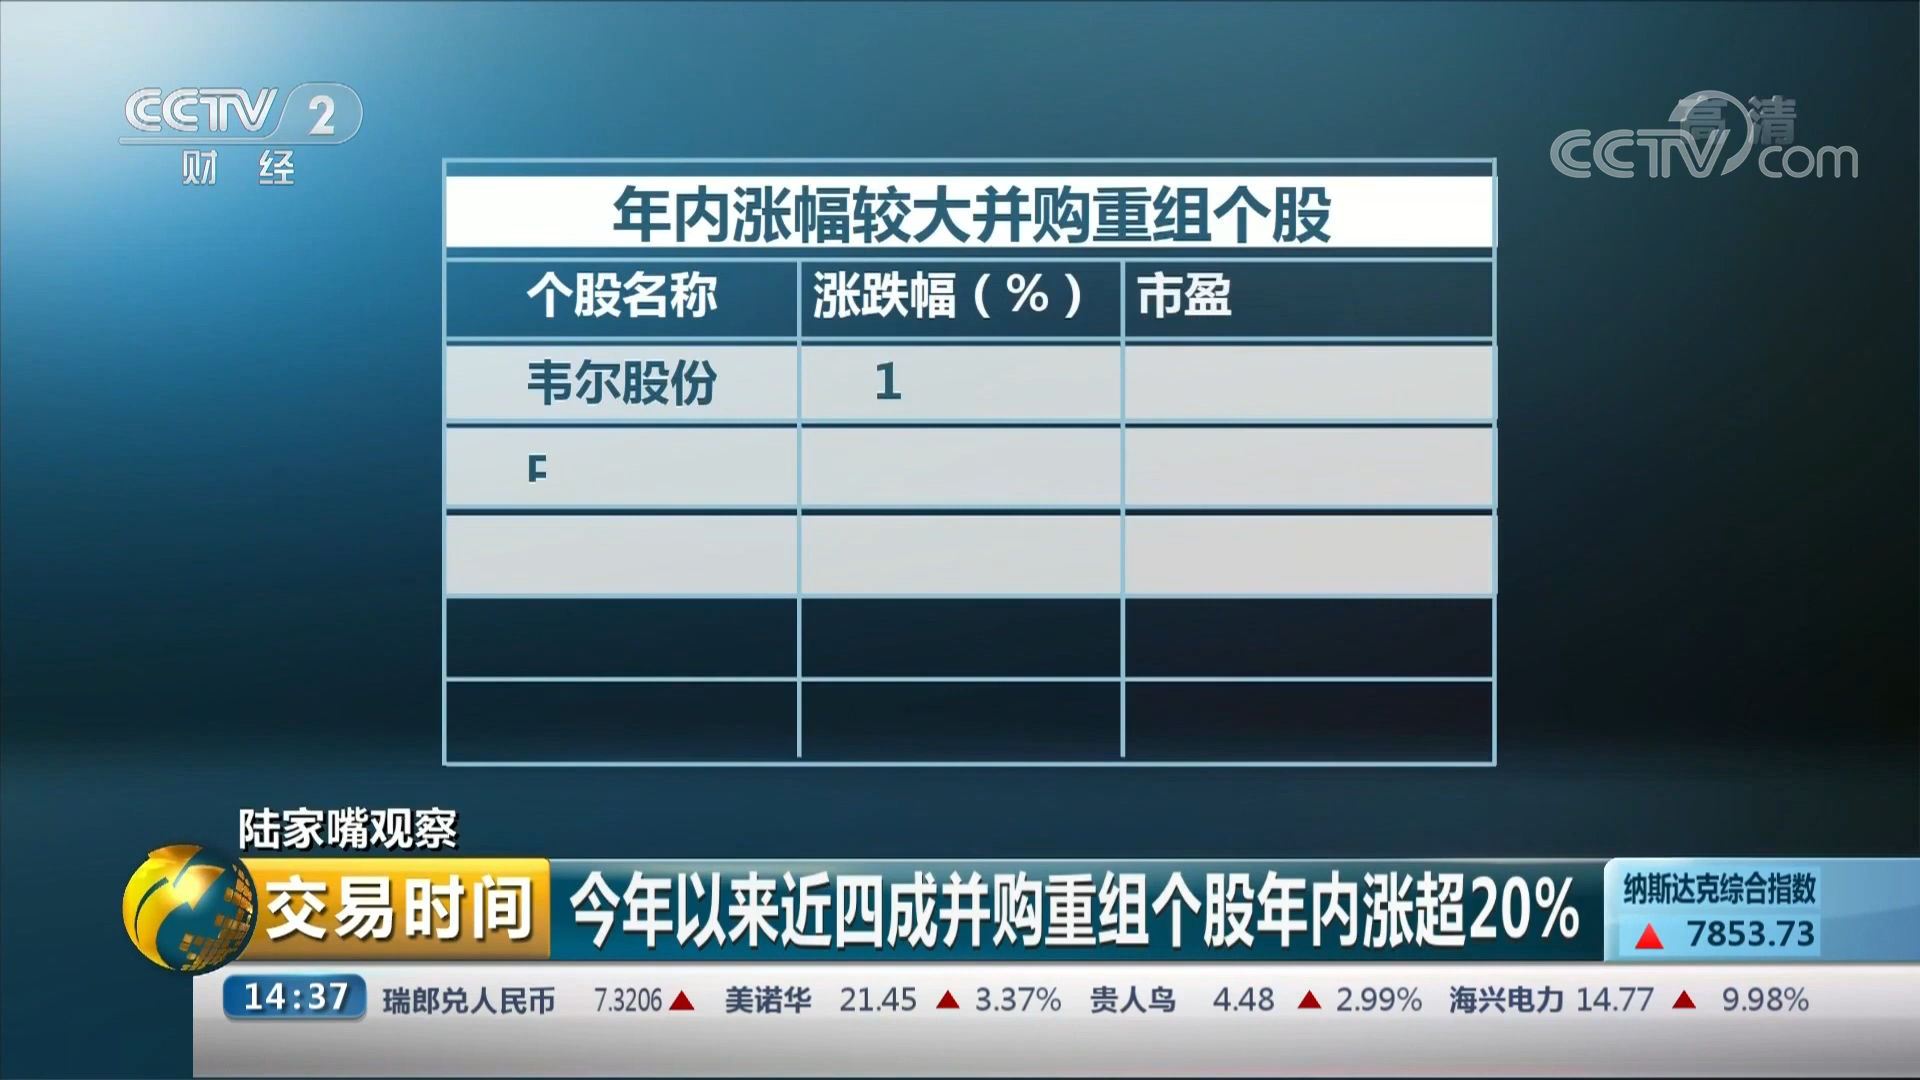 CCTV 2
财 经
高清
CCTV.com
年内涨幅较大并购重组个股
个股名称 涨跌幅（%） 市盈
韦尔股份 1
陆家嘴观察
交易时间 今年以来近四成并购重组个股年内涨超20%
纳斯达克综合指数
▲ 7853.73
14:37 瑞郎兑人民币 7.3206 ▲ 美诺华 21.45 ▲ 3.37% 贵人鸟 4.48 ▲ 2.99% 海兴电力 14.77 ▲ 9.98%